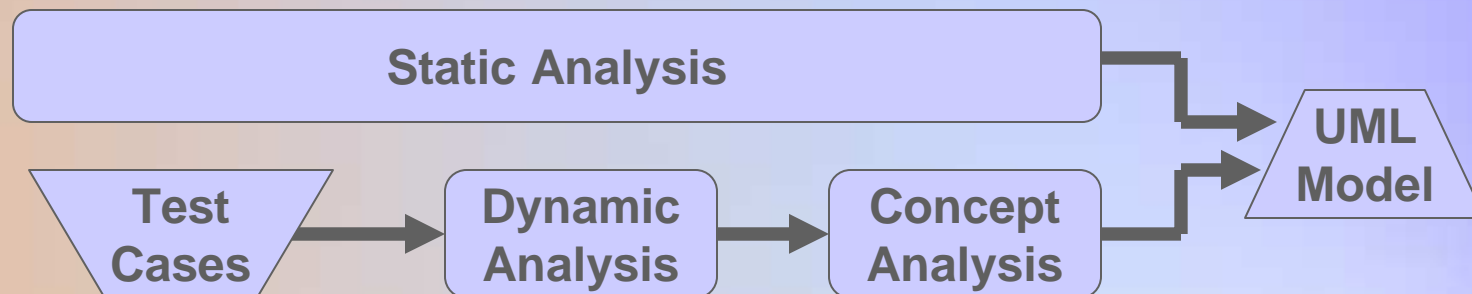 Static Analysis
UML
Model
Test
Cases
Dynamic
Analysis
Concept
Analysis